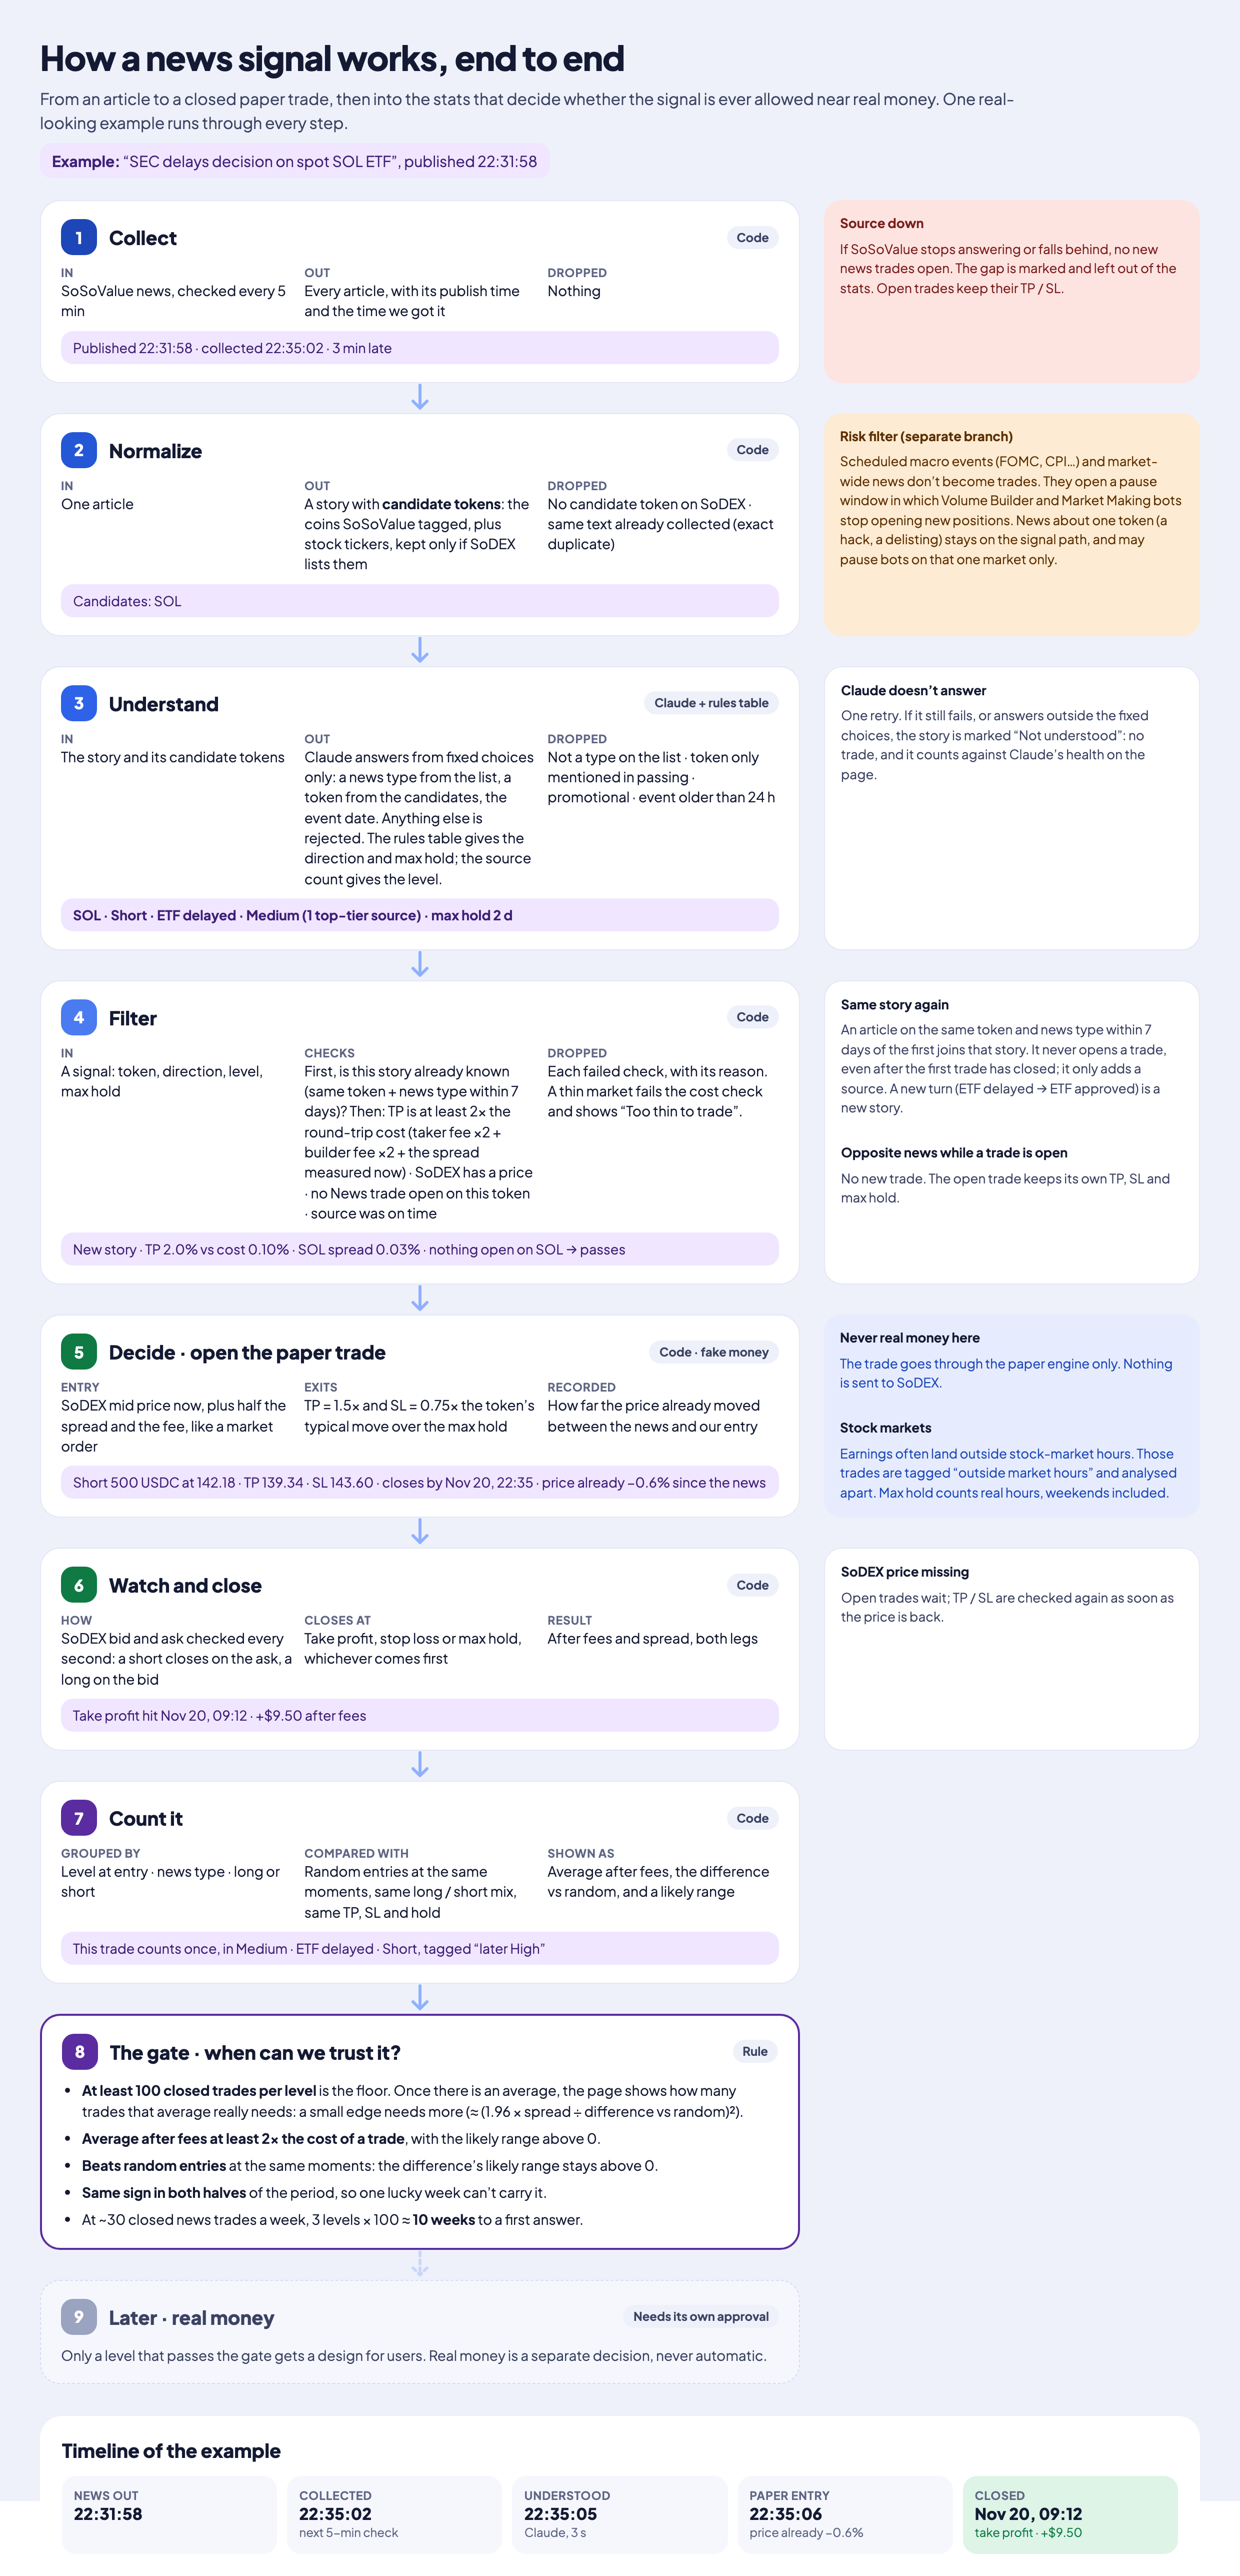 How a news signal works, end to end
From an article to a closed paper trade, then into the stats that decide whether the signal is ever allowed near real money. One real-
looking example runs through every step.
Example: “SEC delays decision on spot SOL ETF”, published 22:31:58
1
Collect
Code
IN
SoSoValue news, checked every 5
min
OUT
Every article, with its publish time
and the time we got it
DROPPED
Nothing
Published 22:31:58 · collected 22:35:02 · 3 min late
Source down
If SoSoValue stops answering or falls behind, no new
news trades open. The gap is marked and left out of the
stats. Open trades keep their TP / SL.
2
Normalize
Code
IN
One article
OUT
A story with candidate tokens: the
coins SoSoValue tagged, plus
stock tickers, kept only if SoDEX
lists them
DROPPED
No candidate token on SoDEX ·
same text already collected (exact
duplicate)
Candidates: SOL
Risk filter (separate branch)
Scheduled macro events (FOMC, CPI…) and market-
wide news don’t become trades. They open a pause
window in which Volume Builder and Market Making bots
stop opening new positions. News about one token (a
hack, a delisting) stays on the signal path, and may
pause bots on that one market only.
3
Understand
Claude + rules table
IN
The story and its candidate tokens
OUT
Claude answers from fixed choices
only: a news type from the list, a
token from the candidates, the
event date. Anything else is
rejected. The rules table gives the
direction and max hold; the source
count gives the level.
DROPPED
Not a type on the list · token only
mentioned in passing ·
promotional · event older than 24 h
SOL · Short · ETF delayed · Medium (1 top-tier source) · max hold 2 d
Claude doesn’t answer
One retry. If it still fails, or answers outside the fixed
choices, the story is marked “Not understood”: no
trade, and it counts against Claude’s health on the
page.
4
Filter
Code
IN
A signal: token, direction, level,
max hold
CHECKS
First, is this story already known
(same token + news type within 7
days)? Then: TP is at least 2× the
round-trip cost (taker fee ×2 +
builder fee ×2 + the spread
measured now) · SoDEX has a price
· no News trade open on this token
· source was on time
DROPPED
Each failed check, with its reason.
A thin market fails the cost check
and shows “Too thin to trade”.
New story · TP 2.0% vs cost 0.10% · SOL spread 0.03% · nothing open on SOL → passes
Same story again
An article on the same token and news type within 7
days of the first joins that story. It never opens a trade,
even after the first trade has closed; it only adds a
source. A new turn (ETF delayed → ETF approved) is a
new story.
Opposite news while a trade is open
No new trade. The open trade keeps its own TP, SL and
max hold.
5
Decide · open the paper trade
Code · fake money
ENTRY
SoDEX mid price now, plus half the
spread and the fee, like a market
order
EXITS
TP = 1.5× and SL = 0.75× the token’s
typical move over the max hold
RECORDED
How far the price already moved
between the news and our entry
Short 500 USDC at 142.18 · TP 139.34 · SL 143.60 · closes by Nov 20, 22:35 · price already −0.6% since the news
Never real money here
The trade goes through the paper engine only. Nothing
is sent to SoDEX.
Stock markets
Earnings often land outside stock-market hours. Those
trades are tagged “outside market hours” and analysed
apart. Max hold counts real hours, weekends included.
6
Watch and close
Code
HOW
SoDEX bid and ask checked every
second: a short closes on the ask, a
long on the bid
CLOSES AT
Take profit, stop loss or max hold,
whichever comes first
RESULT
After fees and spread, both legs
Take profit hit Nov 20, 09:12 · +$9.50 after fees
SoDEX price missing
Open trades wait; TP / SL are checked again as soon as
the price is back.
7
Count it
Code
GROUPED BY
Level at entry · news type · long or
short
COMPARED WITH
Random entries at the same
moments, same long / short mix,
same TP, SL and hold
SHOWN AS
Average after fees, the difference
vs random, and a likely range
This trade counts once, in Medium · ETF delayed · Short, tagged “later High”
8
The gate · when can we trust it?
Rule
• At least 100 closed trades per level is the floor. Once there is an average, the page shows how many
trades that average really needs: a small edge needs more (≈ (1.96 × spread ÷ difference vs random)²).
• Average after fees at least 2× the cost of a trade, with the likely range above 0.
• Beats random entries at the same moments: the difference’s likely range stays above 0.
• Same sign in both halves of the period, so one lucky week can’t carry it.
• At ~30 closed news trades a week, 3 levels × 100 ≈ 10 weeks to a first answer.
9
Later · real money
Needs its own approval
Only a level that passes the gate gets a design for users. Real money is a separate decision, never automatic.
Timeline of the example
NEWS OUT
22:31:58
COLLECTED
22:35:02
next 5-min check
UNDERSTOOD
22:35:05
Claude, 3 s
PAPER ENTRY
22:35:06
price already −0.6%
CLOSED
Nov 20, 09:12
take profit · +$9.50